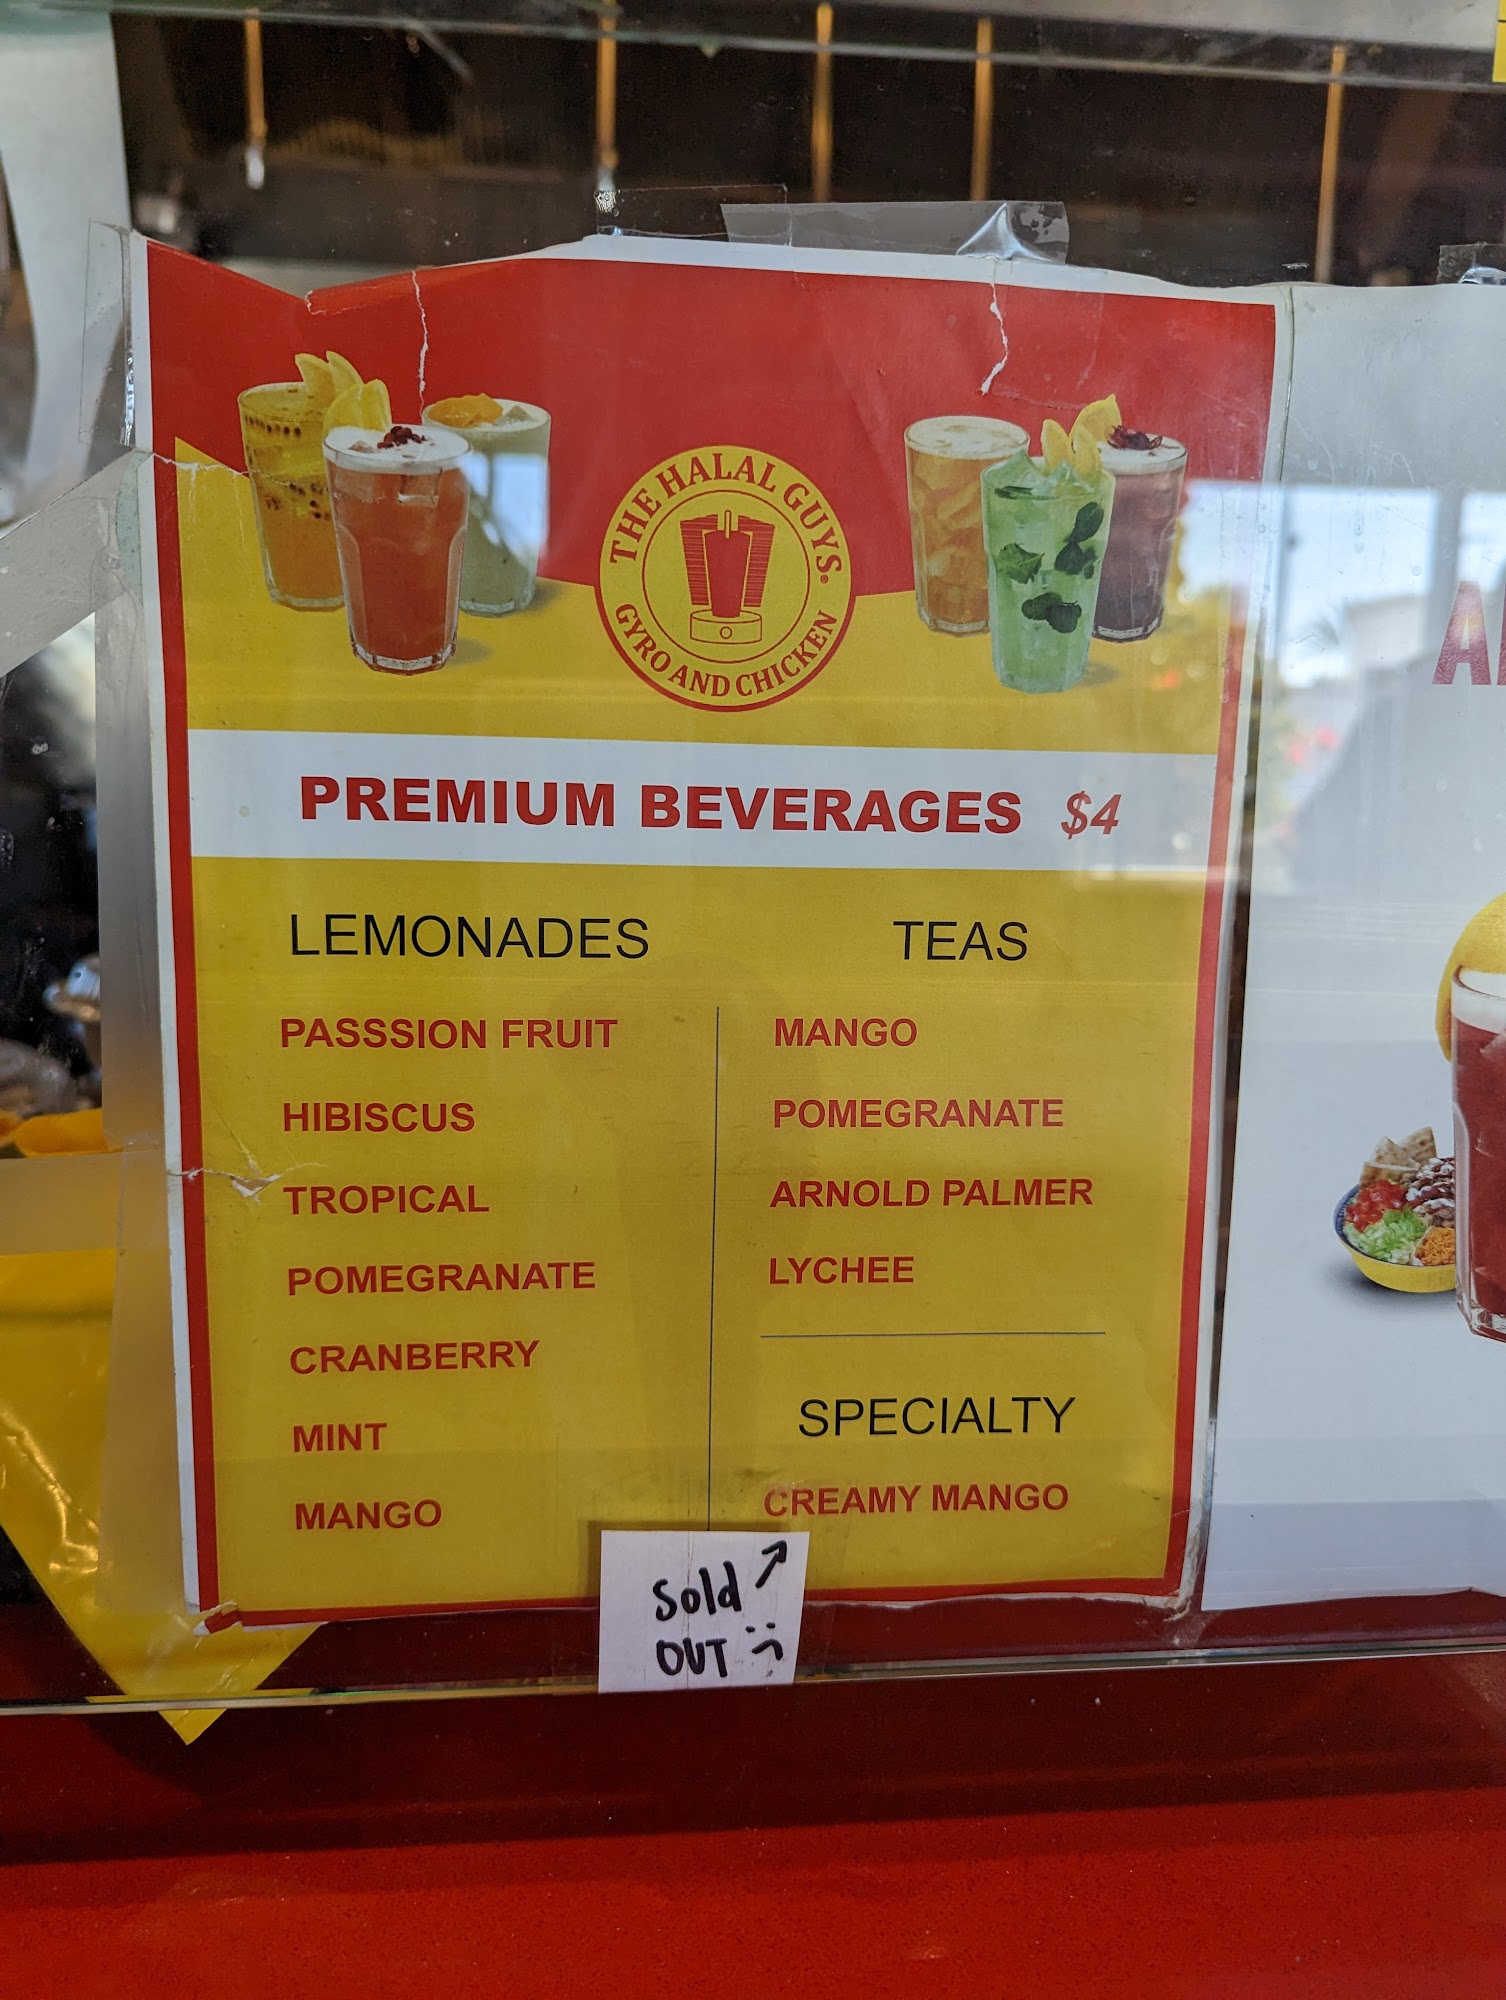 THE HALAL GUYS®
GYRO AND CHICKEN
PREMIUM BEVERAGES $4
LEMONADES
PASSSION FRUIT
HIBISCUS
TROPICAL
POMEGRANATE
CRANBERRY
MINT
MANGO
TEAS
MANGO
POMEGRANATE
ARNOLD PALMER
LYCHEE
SPECIALTY
CREAMY MANGO
Sold
OUT